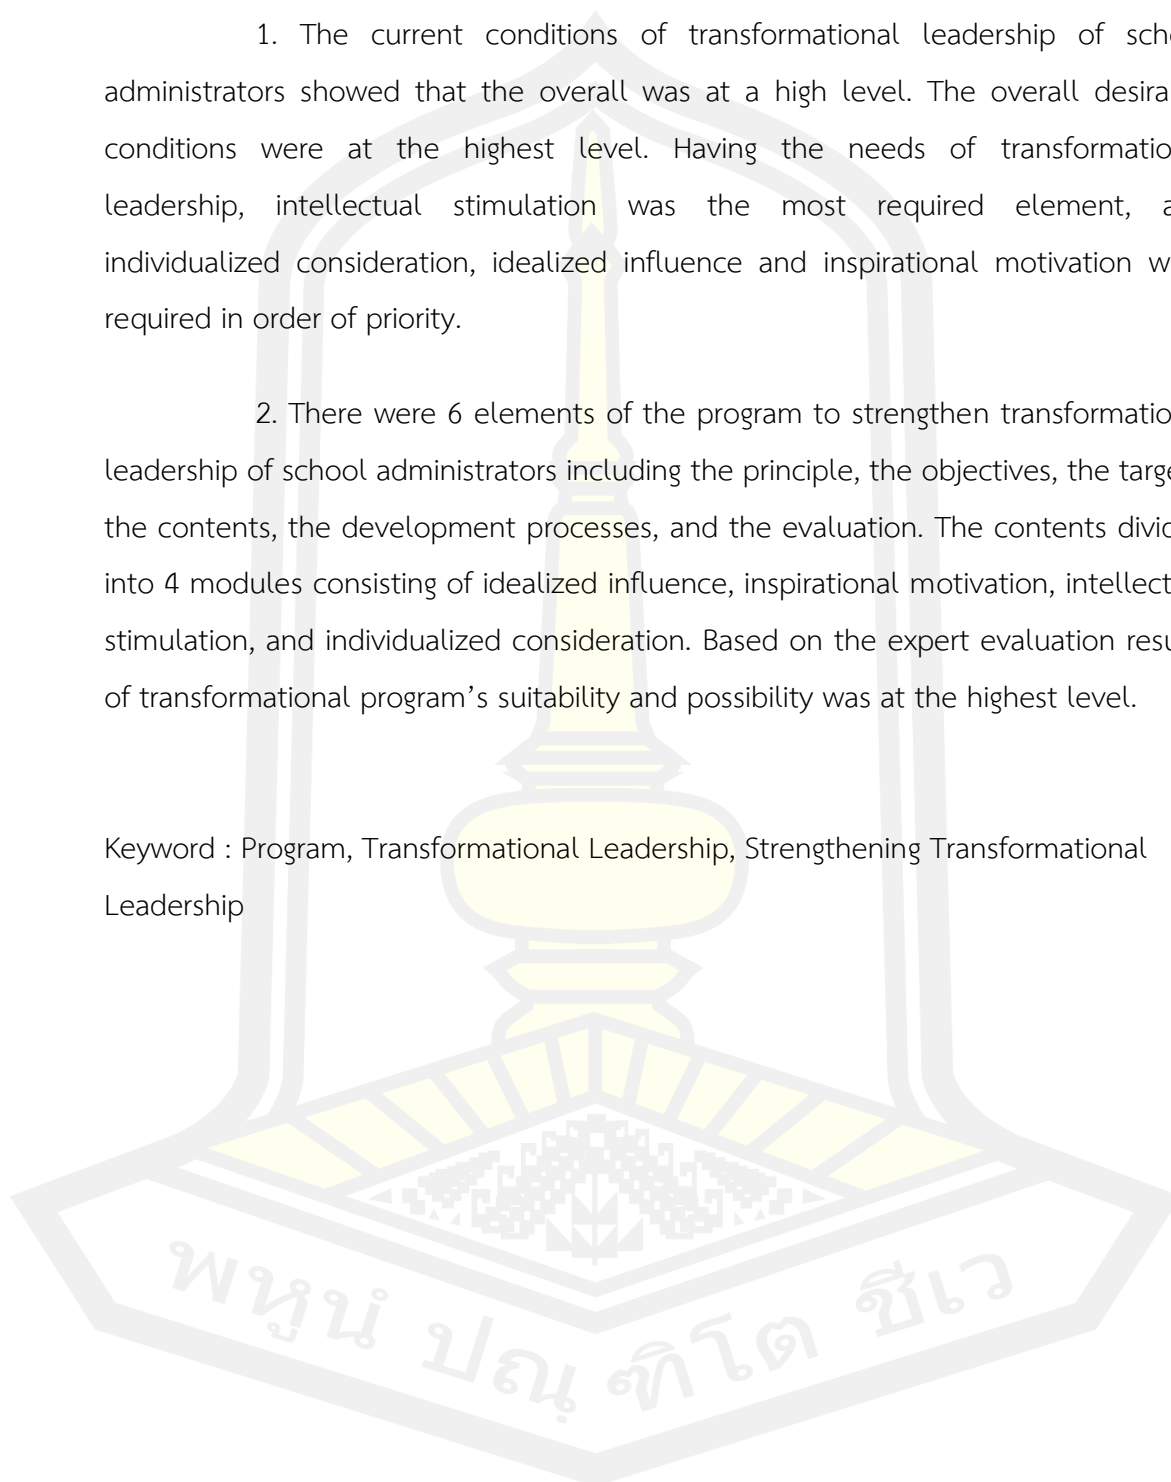 1. The current conditions of transformational leadership of scho
administrators showed that the overall was at a high level. The overall desira
conditions were at the highest level. Having the needs of transformatio
leadership, intellectual stimulation was the most required element, a
individualized consideration, idealized influence and inspirational motivation w
required in order of priority.
2. There were 6 elements of the program to strengthen transformatio
leadership of school administrators including the principle, the objectives, the targe
the contents, the development processes, and the evaluation. The contents divid
into 4 modules consisting of idealized influence, inspirational motivation, intellect
stimulation, and individualized consideration. Based on the expert evaluation resu
of transformational program’s suitability and possibility was at the highest level.
Keyword : Program, Transformational Leadership, Strengthening Transformational
Leadership
พหูนํ ปณฺฑิโต ชีเว